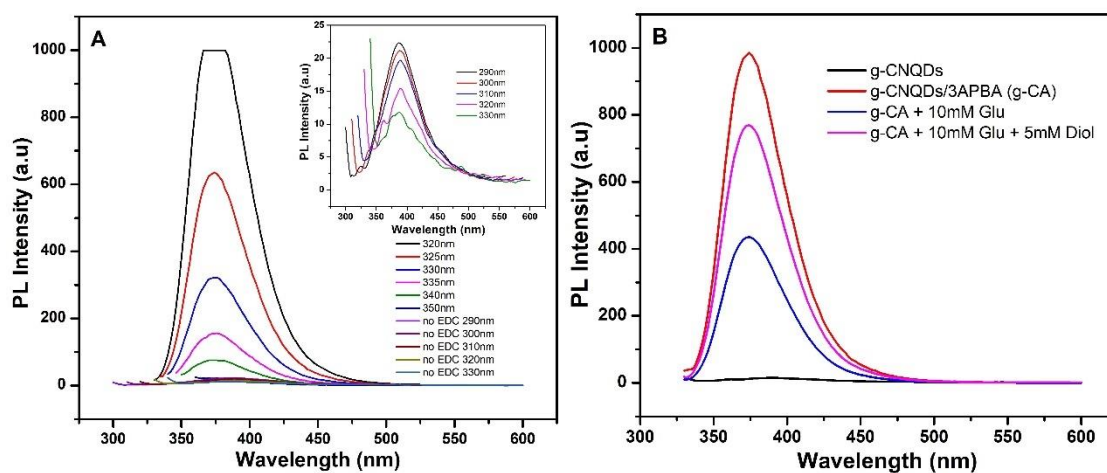 A
PL Intensity (a.u)
1000
800
600
400
200
0
300 350 400 450 500 550 600
Wavelength (nm)
PL Intensity (a.u)
25
20
15
10
5
0
300 350 400 450 500 550 600
Wavelength (nm)
290nm
300nm
310nm
320nm
330nm
320nm
325nm
330nm
335nm
340nm
350nm
no EDC 290nm
no EDC 300nm
no EDC 310nm
no EDC 320nm
no EDC 330nm
B
PL Intensity (a.u)
1000
800
600
400
200
0
300 350 400 450 500 550 600
Wavelength (nm)
g-CNQDs
g-CNQDs/3APBA (g-CA)
g-CA + 10mM Glu
g-CA + 10mM Glu + 5mM Diol